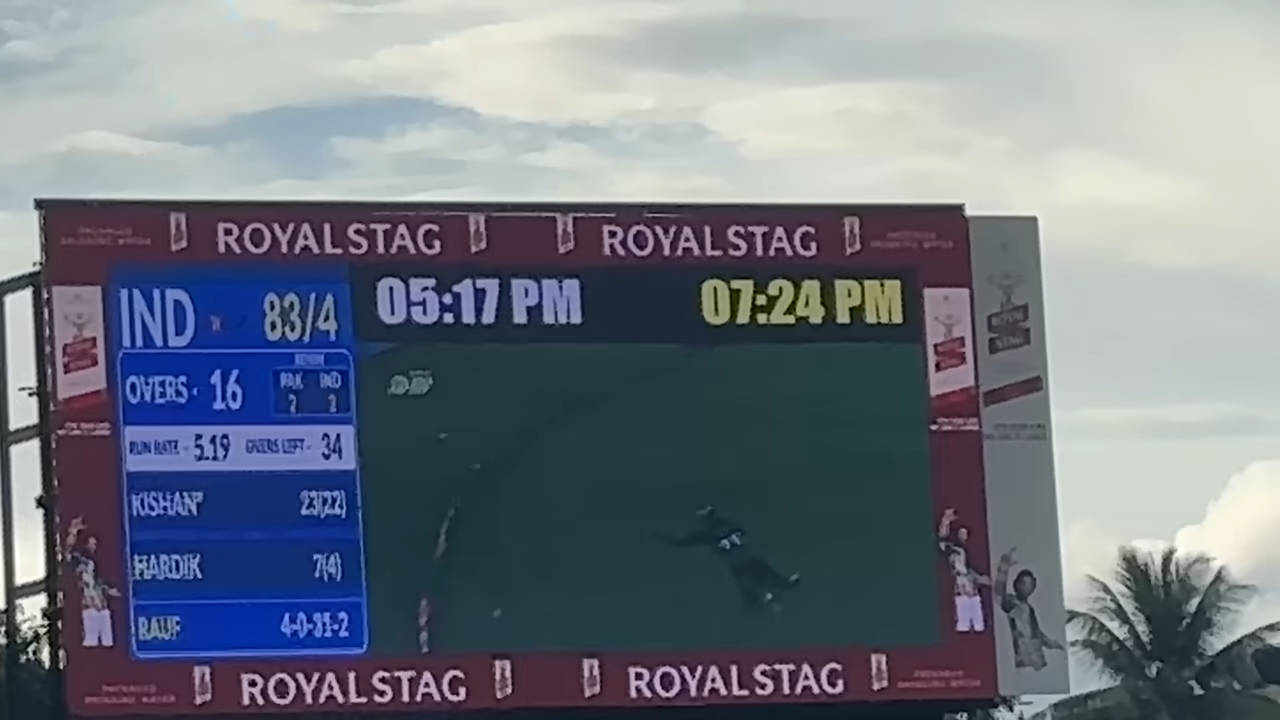 ROYALSTAG ROYALSTAG
IND 83/4 05:17 PM 07:24 PM
OVERS - 16 PAK IND
2 2
RUN RATE - 5.19 OVERS LEFT - 34
KISHAN* 23(22)
HARDIK 7(4)
RAUF 4-0-31-2
ROYALSTAG ROYALSTAG